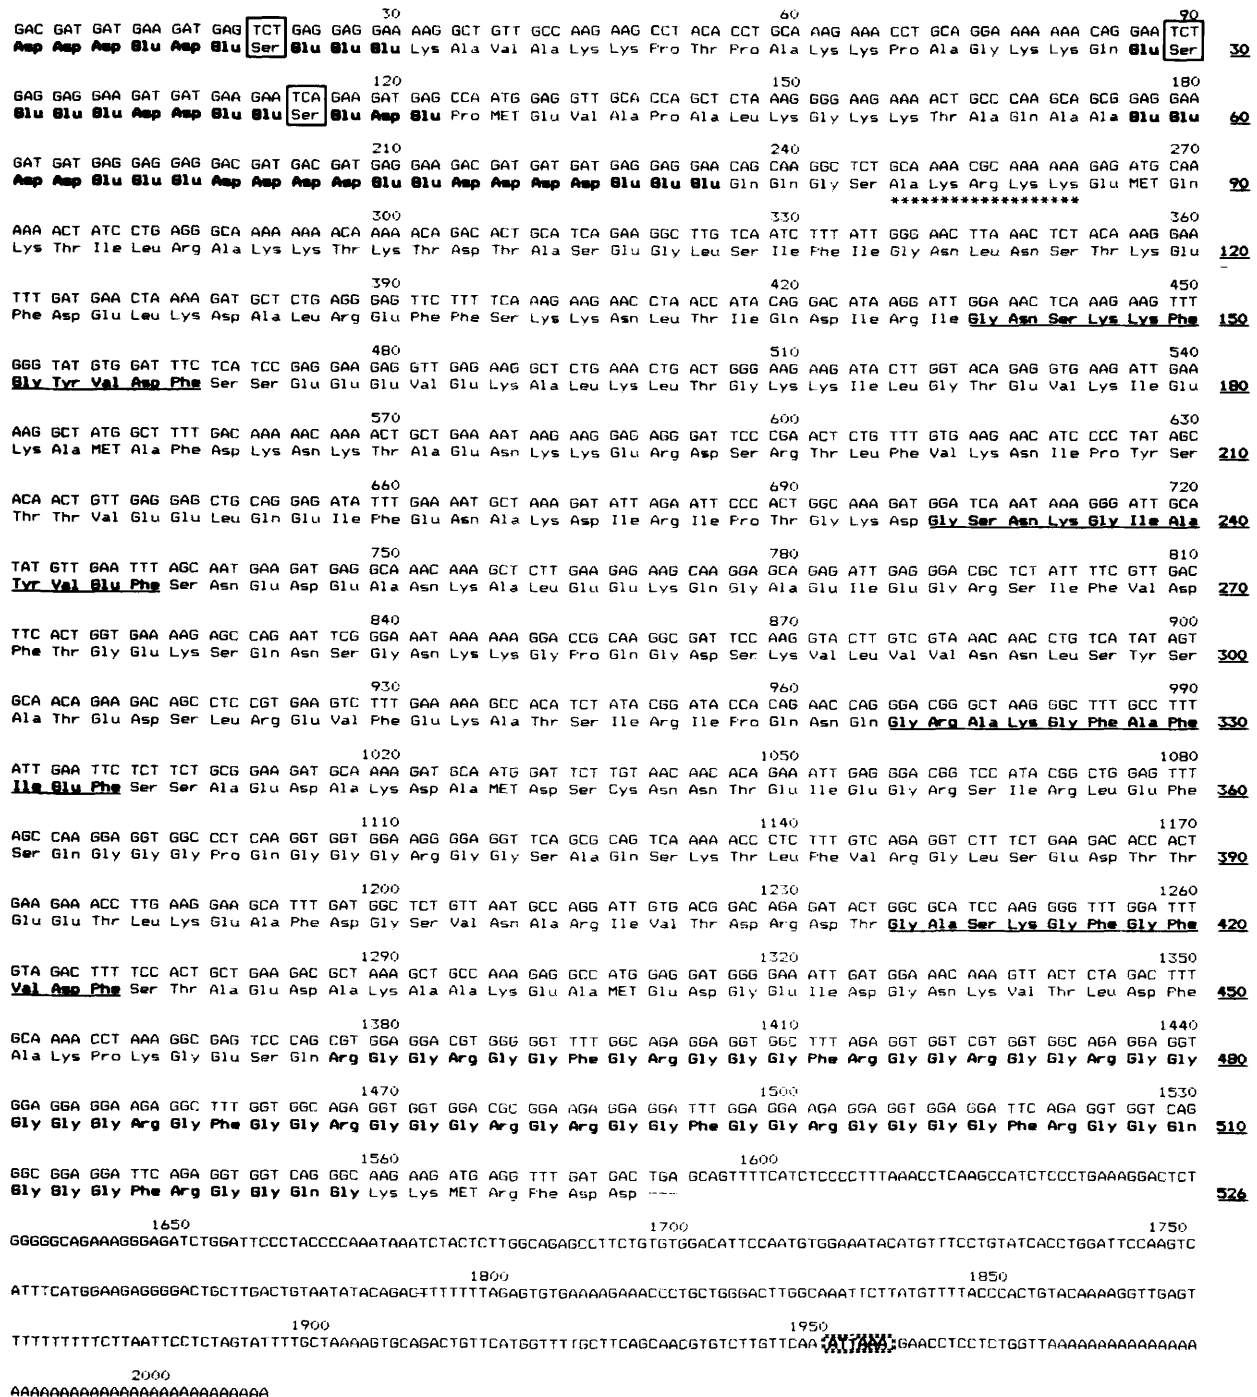 30 60 90
GAC GAT GAT GAA GAT GAG TCT GAG GAG GAA AAG GCT GTT GCC AAG AAG CCT ACA CCT GCA AAG AAA CCT GCA GGA AAA AAA CAG GAA TCT
Asp Asp Asp Glu Asp Glu Ser Glu Glu Glu Lys Ala Val Ala Lys Lys Pro Thr Pro Ala Lys Lys Pro Ala Gly Lys Lys Gln Glu Ser 30
120 150 180
GAG GAG GAA GAT GAT GAA GAA TCA GAA GAT GAG CCA ATG GAG GTT GCA CCA GCT CTA AAG GGG AAG AAA ACT GCC CAA GCA GCG GAG GAA
Glu Glu Glu Asp Asp Glu Glu Ser Glu Asp Glu Pro MET Glu Val Ala Pro Ala Leu Lys Gly Lys Lys Thr Ala Gln Ala Ala Glu Glu 60
210 240 270
GAT GAT GAG GAG GAG GAC GAT GAC GAT GAG GAA GAC GAT GAT GAT GAG GAG GAA CAG CAA GGC TCT GCA AAA CGC AAA AAA GAG ATG CAA
Asp Asp Glu Glu Glu Asp Asp Asp Asp Glu Glu Asp Asp Asp Asp Glu Glu Glu Gln Gln Gly Ser Ala Lys Arg Lys Lys Glu MET Gln 90
*******************
300 330 360
AAA ACT ATC CTG AGG GCA AAA AAA ACA AAA ACA GAC ACT GCA TCA GAA GGC TTG TCA ATC TTT ATT GGG AAC TTA AAC TCT ACA AAG GAA
Lys Thr Ile Leu Arg Ala Lys Lys Thr Lys Thr Asp Thr Ala Ser Glu Gly Leu Ser Ile Phe Ile Gly Asn Leu Asn Ser Thr Lys Glu 120
390 420 450
TTT GAT GAA CTA AAA GAT GCT CTG AGG GAG TTC TTT TCA AAG AAG AAC CTA ACC ATA CAG GAC ATA AGG ATT GGA AAC TCA AAG AAG TTT
Phe Asp Glu Leu Lys Asp Ala Leu Arg Glu Phe Phe Ser Lys Lys Asn Leu Thr Ile Gln Asp Ile Arg Ile Gly Asn Ser Lys Lys Phe 150
480 510 540
GGG TAT GTG GAT TTC TCA TCC GAG GAA GAG GTT GAG AAG GCT CTG AAA CTG ACT GGG AAG AAG ATA CTT GGT ACA GAG GTG AAG ATT GAA
Gly Tyr Val Asp Phe Ser Ser Glu Glu Glu Val Glu Lys Ala Leu Lys Leu Thr Gly Lys Lys Ile Leu Gly Thr Glu Val Lys Ile Glu 180
570 600 630
AAG GCT ATG GCT TTT GAC AAA AAC AAA ACT GCT GAA AAT AAG AAG GAG AGG GAT TCC CGA ACT CTG TTT GTG AAG AAC ATC CCC TAT AGC
Lys Ala MET Ala Phe Asp Lys Asn Lys Thr Ala Glu Asn Lys Lys Glu Arg Asp Ser Arg Thr Leu Phe Val Lys Asn Ile Pro Tyr Ser 210
660 690 720
ACA ACT GTT GAG GAG CTG CAG GAG ATA TTT GAA AAT GCT AAA GAT ATT AGA ATT CCC ACT GGC AAA GAT GGA TCA AAT AAA GGG ATT GCA
Thr Thr Val Glu Glu Leu Gln Glu Ile Phe Glu Asn Ala Lys Asp Ile Arg Ile Pro Thr Gly Lys Asp Gly Ser Asn Lys Gly Ile Ala 240
750 780 810
TAT GTT GAA TTT AGC AAT GAA GAT GAG GCA AAC AAA GCT CTT GAA GAG AAG CAA GGA GCA GAG ATT GAG GGA CGC TCT ATT TTC GTT GAC
Tyr Val Glu Phe Ser Asn Glu Asp Glu Ala Asn Lys Ala Leu Glu Glu Lys Gln Gly Ala Glu Ile Glu Gly Arg Ser Ile Phe Val Asp 270
840 870 900
TTC ACT GGT GAA AAG AGC CAG AAT TCG GGA AAT AAA AAA GGA CCG CAA GGC GAT TCC AAG GTA CTT GTC GTA AAC AAC CTG TCA TAT AGT
Phe Thr Gly Glu Lys Ser Gln Asn Ser Gly Asn Lys Lys Gly Pro Gln Gly Asp Ser Lys Val Leu Val Val Asn Asn Leu Ser Tyr Ser 300
930 960 990
GCA ACA GAA GAC AGC CTC CGT GAA GTC TTT GAA AAA GCC ACA TCT ATA CGG ATA CCA CAG AAC CAG GGA CGG GCT AAG GGC TTT GCC TTT
Ala Thr Glu Asp Ser Leu Arg Glu Val Phe Glu Lys Ala Thr Ser Ile Arg Ile Pro Gln Asn Gln Gly Arg Ala Lys Gly Phe Ala Phe 330
1020 1050 1080
ATT GAA TTC TCT TCT GCG GAA GAT GCA AAA GAT GCA ATG GAT TCT TGT AAC AAC ACA GAA ATT GAG GGA CGG TCC ATA CGG CTG GAG TTT
Ile Glu Phe Ser Ser Ala Glu Asp Ala Lys Asp Ala MET Asp Ser Cys Asn Asn Thr Glu Ile Glu Gly Arg Ser Ile Arg Leu Glu Phe 360
1110 1140 1170
AGC CAA GGA GGT GGC CCT CAA GGT GGT GGA AGG GGA GGT TCA GCG CAG TCA AAA ACC CTC TTT GTC AGA GGT CTT TCT GAA GAC ACC ACT
Ser Gln Gly Gly Gly Pro Gln Gly Gly Gly Arg Gly Gly Ser Ala Gln Ser Lys Thr Leu Phe Val Arg Gly Leu Ser Glu Asp Thr Thr 390
1200 1230 1260
GAA GAA ACC TTG AAG GAA GCA TTT GAT GGC TCT GTT AAT GCC AGG ATT GTG ACG GAC AGA GAT ACT GGC GCA TCC AAG GGG TTT GGA TTT
Glu Glu Thr Leu Lys Glu Ala Phe Asp Gly Ser Val Asn Ala Arg Ile Val Thr Asp Arg Asp Thr Gly Ala Ser Lys Gly Phe Gly Phe 420
1290 1320 1350
GTA GAC TTT TCC ACT GCT GAA GAC GCT AAA GCT GCC AAA GAG GCC ATG GAG GAT GGG GAA ATT GAT GGA AAC AAA GTT ACT CTA GAC TTT
Val Asp Phe Ser Thr Ala Glu Asp Ala Lys Ala Ala Lys Glu Ala MET Glu Asp Gly Glu Ile Asp Gly Asn Lys Val Thr Leu Asp Phe 450
1380 1410 1440
GCA AAA CCT AAA GGC GAG TCC CAG CGT GGA GGA CGT GGG GGT TTT GGC AGA GGA GGT GGC TTT AGA GGT GGT CGT GGT GGC AGA GGA GGT
Ala Lys Pro Lys Gly Glu Ser Gln Arg Gly Gly Arg Gly Gly Phe Gly Arg Gly Gly Gly Phe Arg Gly Gly Arg Gly Gly Arg Gly Gly 480
1470 1500 1530
GGA GGA GGA AGA GGC TTT GGT GGC AGA GGT GGT GGA CGC GGA AGA GGA GGA TTT GGA GGA AGA GGA GGT GGA GGA TTC AGA GGT GGT CAG
Gly Gly Gly Arg Gly Phe Gly Gly Arg Gly Gly Gly Arg Gly Arg Gly Gly Phe Gly Gly Arg Gly Gly Gly Gly Phe Arg Gly Gly Gln 510
1560 1600
GGC GGA GGA TTC AGA GGT GGT CAG GGC AAG AAG ATG AGG TTT GAT GAC TGA GCAGTTTTCATCTCCCCTTTAAACCTCAAGCCATCTCCCTGAAAGGACTCT
Gly Gly Gly Phe Arg Gly Gly Gln Gly Lys Lys MET Arg Phe Asp Asp --- 526
1650 1700 1750
GGGGGCAGAAAGGGAGATCTGGATTCCCTACCCCAAATAAATCTACTCTTGGCAGAGCCTTCTGTGTGGACATTCCAATGTGGAAATACATGTTTCCTGTATCACCTGGATTCCAAGTC
1800 1850
ATTTCATGGAAGAGGGGACTGCTTGACTGTAATATACAGACTTTTTTTAGAGTGTGAAAAGAAACCCTGCTGGGACTTGGCAAATTCTTATGTTTTACCCACTGTACAAAAGGTTGAGT
1900 1950
TTTTTTTTTTCTTAATTCCTCTAGTATTTTGCTAAAAGTGCAGACTGTTCATGGTTTTGCTTCAGCAACGTGTCTTGTTCAAATTAAAGAACCTCCTCTGGTTAAAAAAAAAAAAAAAA
2000
AAAAAAAAAAAAAAAAAAAAAAAAAA